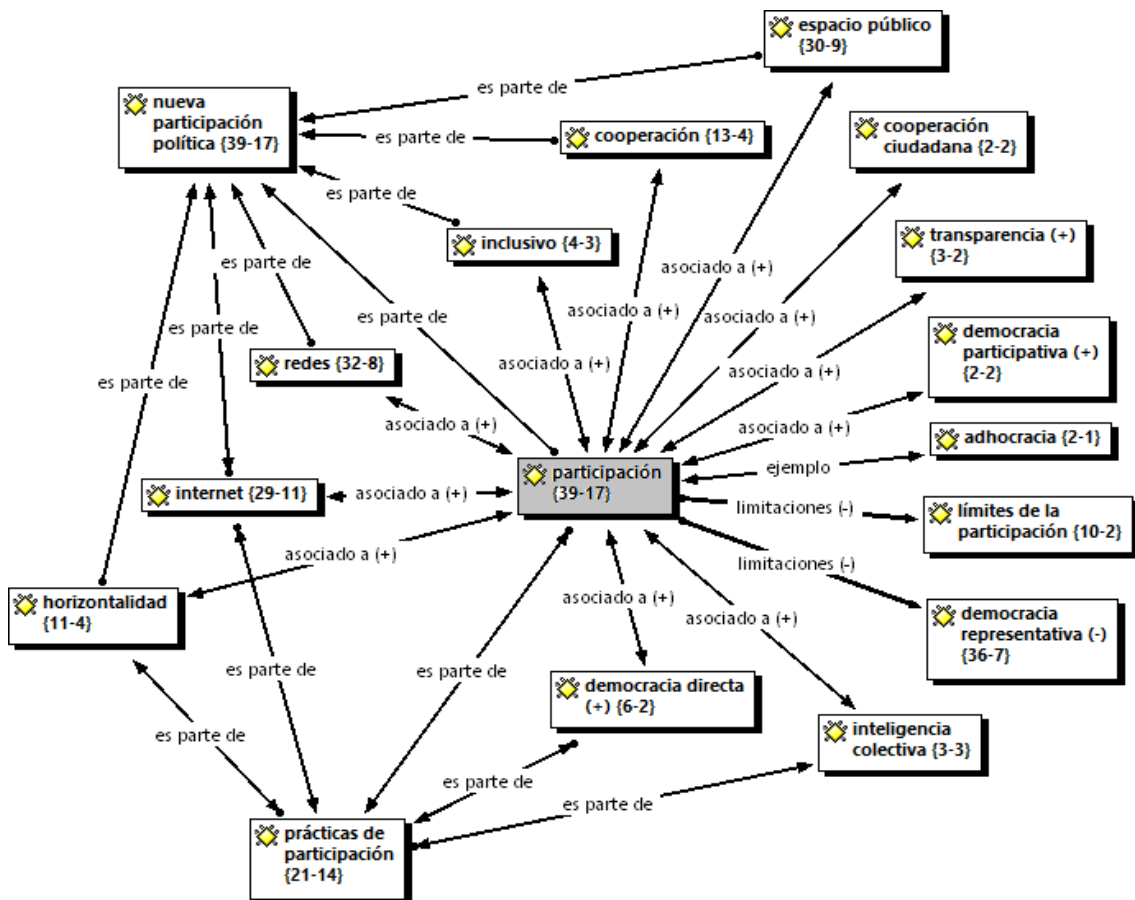 espacio público
{30-9}
es parte de
nueva
participación
política {39-17}
cooperación {13-4}
cooperación
ciudadana {2-2}
es parte de
es parte de
inclusivo {4-3}
transparencia (+)
{3-2}
es parte de
asociado a (+)
asociado a (+)
asociado a (+)
es parte de
es parte de
democracia
participativa (+)
{2-2}
redes {32-8}
asociado a (+)
asociado a (+)
es parte de
asociado a (+)
asociado a (+)
adhocracia {2-1}
participación
{39-17}
ejemplo
internet {29-11}
asociado a (+)
limitaciones (-)
límites de la
participación {10-2}
asociado a (+)
limitaciones (-)
horizontalidad
{11-4}
asociado a (+)
asociado a (+)
democracia
representativa (-)
{36-7}
es parte de
es parte de
democracia directa
(+) {6-2}
inteligencia
colectiva {3-3}
es parte de
es parte de
es parte de
prácticas de
participación
{21-14}